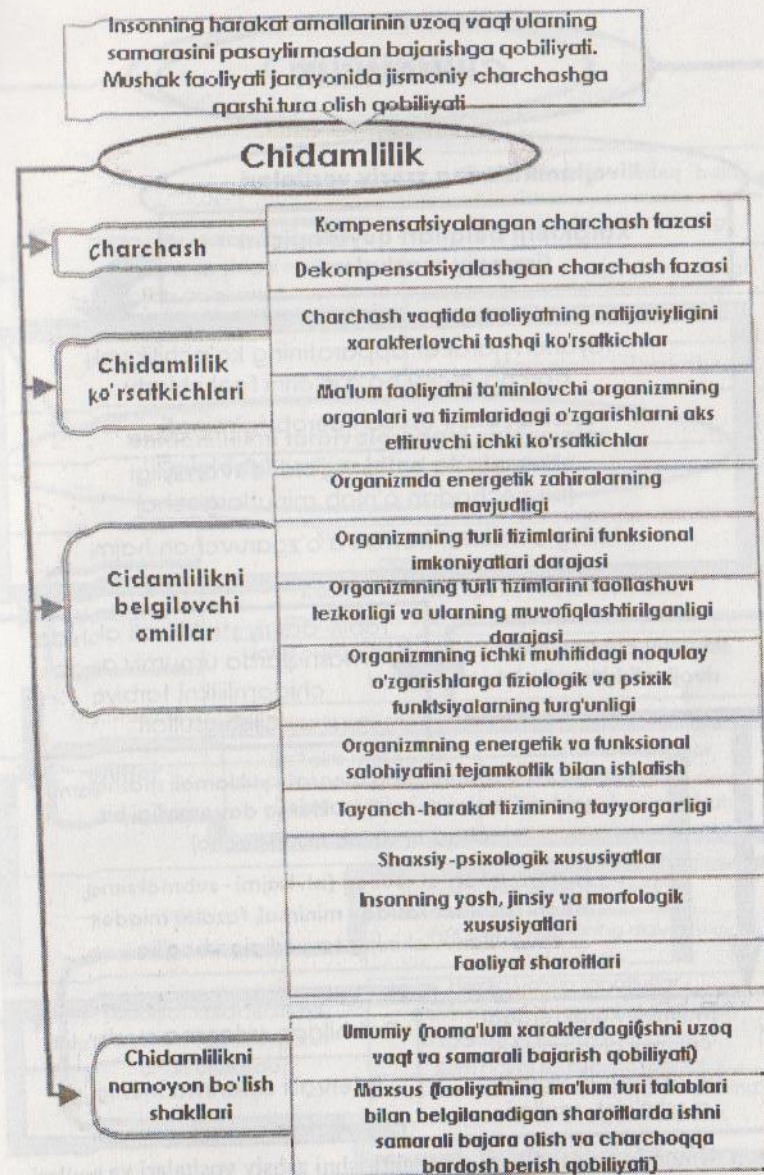 Insonning harakat amallarinin uzoq vaqt ularning
samarasini pasaytirmasdan bajarishga qobiliyati.
Mushak faoliyati jarayonida jismoniy charchashga
qarshi tura olish qobiliyati
Chidamlilik
Charchash
Kompensatsiyalangan charchash fazasi
Dekompensatsiyalashgan charchash fazasi
Chidamlilik
ko'rsatkichlari
Charchash vaqtida faoliyatning natijaviyligini
xarakterlovchi tashqi ko'rsatkichlar
Ma'lum faoliyatni ta'minlovchi organizmning
organlari va tizimlaridagi o'zgarishlarni aks
ettiruvchi ichki ko'rsatkichlar
Cidamlilikni
belgilovchi
omillar
Organizmda energetik zahiralarning
mavjudligi
Organizmning turli tizimlarini funksional
imkoniyatlari darajasi
Organizmning turli tizimlarini faollashuvi
tezkorligi va ularning muvofiqlashtirilganligi
darajasi
Organizmning ichki muhitidagi noqulay
o'zgarishlarga fiziologik va psixik
funktsiyalarning turg'unligi
Organizmning energetik va funksional
salohiyatini tejamkotlik bilan ishlatish
Tayanch-harakat tizimining tayyorgarligi
Shaxsiy-psixologik xususiyatlar
Insonning yosh, jinsiy va morfologik
xususiyatlari
Faoliyat sharoitlari
Chidamlilikni
namoyon bo'lish
shakllari
Umumiy (noma'lum xarakterdagi(ishni uzoq
vaqt va samarali bajarish qobiliyati)
Maxsus (faoliyatning ma'lum turi talablari
bilan belgilanadigan sharoitlarda ishni
samarali bajara olish va charchoqqa
bardosh berish qobiliyati)